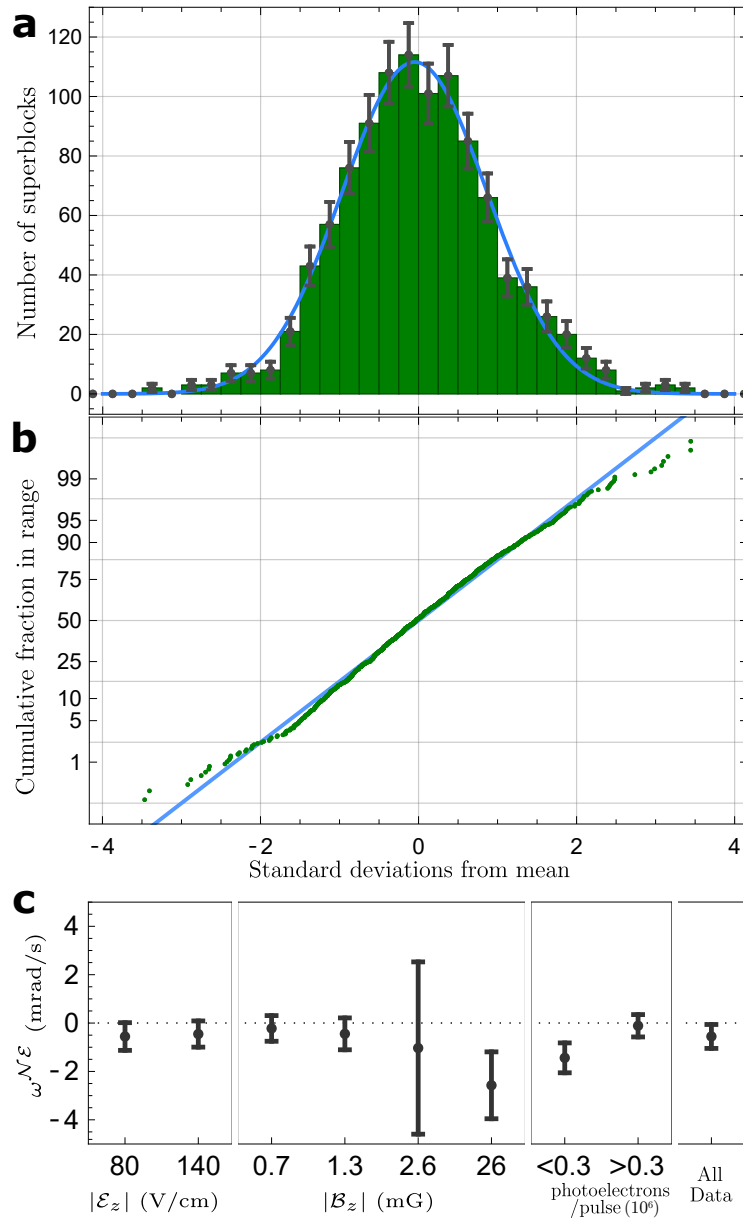 a
Number of superblocks
120
100
80
60
40
20
0
b
Cumulative fraction in range
99
95
90
75
50
25
10
5
1
−4 −2 0 2 4
Standard deviations from mean
c
ω^𝒩ℰ (mrad/s)
4
2
0
-2
-4
80 140 0.7 1.3 2.6 26 <0.3 >0.3 All
Data
|ℰz| (V/cm) |ℬz| (mG) photoelectrons
/pulse (10⁶)